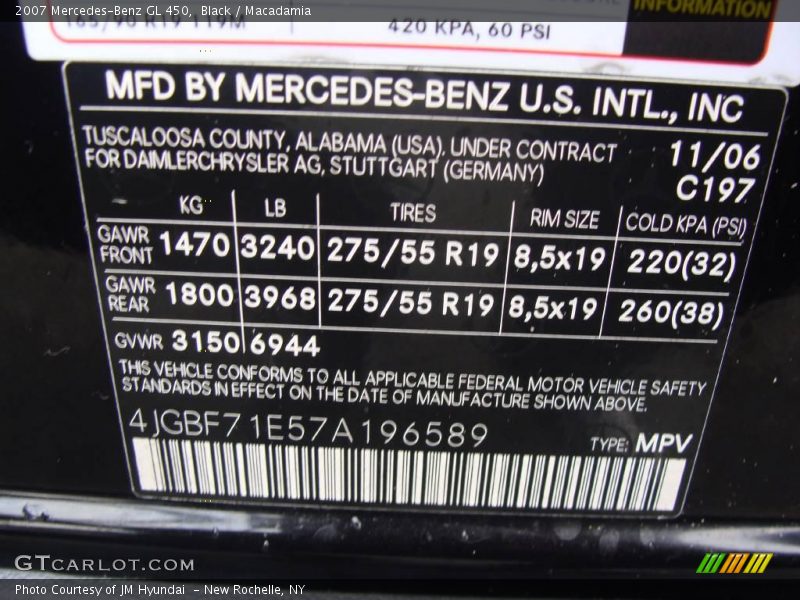 2007 Mercedes-Benz GL 450, Black / Macadamia
INFORMATION
420 KPA, 60 PSI
MFD BY MERCEDES-BENZ U.S. INTL., INC
TUSCALOOSA COUNTY, ALABAMA (USA). UNDER CONTRACT
FOR DAIMLERCHRYSLER AG, STUTTGART (GERMANY)
11/06
C197
KG LB TIRES RIM SIZE COLD KPA (PSI)
GAWR FRONT 1470 3240 275/55 R19 8,5x19 220(32)
GAWR REAR 1800 3968 275/55 R19 8,5x19 260(38)
GVWR 3150 6944
THIS VEHICLE CONFORMS TO ALL APPLICABLE FEDERAL MOTOR VEHICLE SAFETY
STANDARDS IN EFFECT ON THE DATE OF MANUFACTURE SHOWN ABOVE.
4JGBF71E57A196589
TYPE: MPV
GTCARLOT.COM
Photo Courtesy of JM Hyundai - New Rochelle, NY